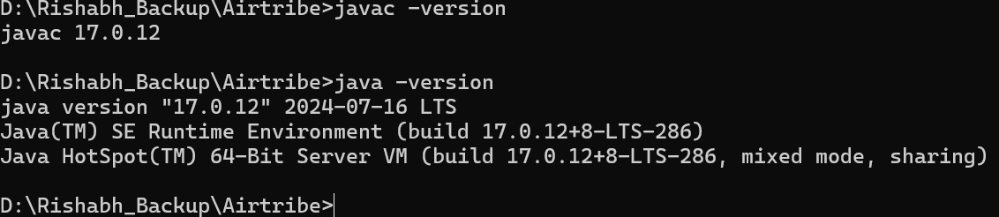 D:\Rishabh_Backup\Airtribe>javac -version
javac 17.0.12
D:\Rishabh_Backup\Airtribe>java -version
java version "17.0.12" 2024-07-16 LTS
Java(TM) SE Runtime Environment (build 17.0.12+8-LTS-286)
Java HotSpot(TM) 64-Bit Server VM (build 17.0.12+8-LTS-286, mixed mode, sharing)
D:\Rishabh_Backup\Airtribe>